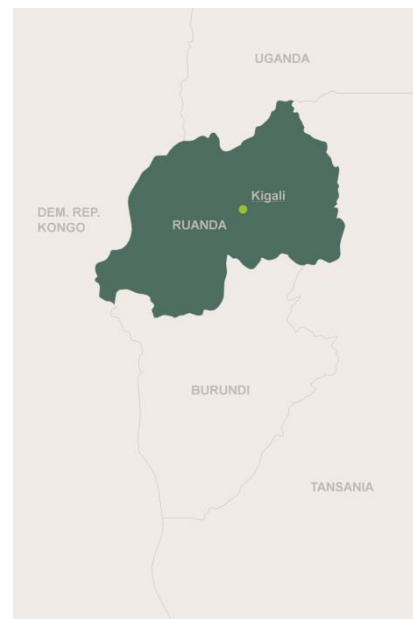 UGANDA
Kigali
DEM. REP.
KONGO
RUANDA
BURUNDI
TANSANIA